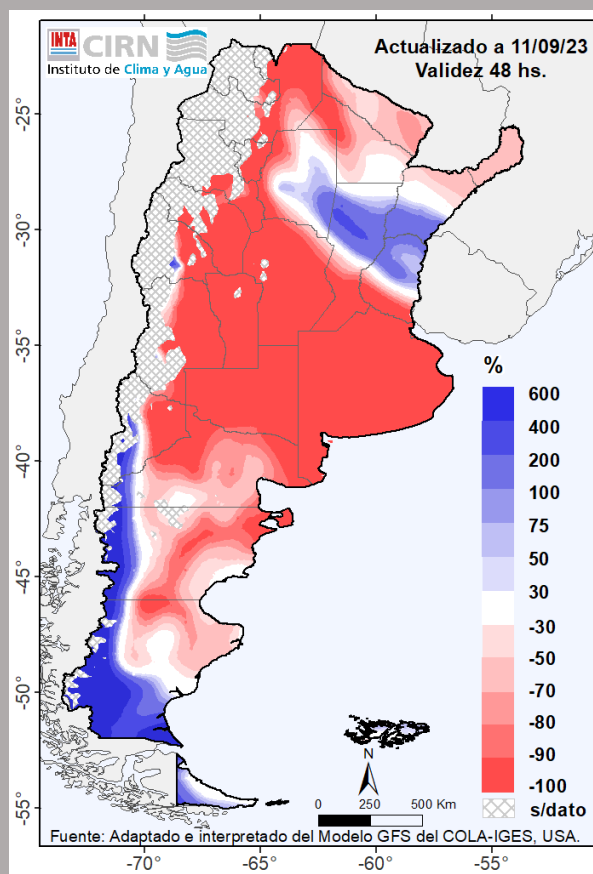 INTA CIRN
Instituto de Clima y Agua
Actualizado a 11/09/23
Validez 48 hs.
-25°
-30°
-35°
-40°
-45°
-50°
-55°
%
600
400
200
100
75
50
30
-30
-50
-70
-80
-90
-100
s/dato
N
0 250 500 Km
Fuente: Adaptado e interpretado del Modelo GFS del COLA-IGES, USA.
-70° -65° -60° -55°